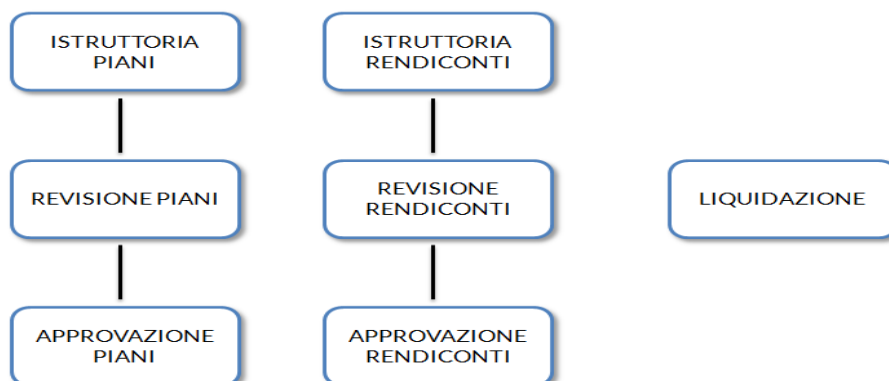 ISTRUTTORIA
PIANI
ISTRUTTORIA
RENDICONTI
REVISIONE PIANI
REVISIONE
RENDICONTI
LIQUIDAZIONE
APPROVAZIONE
PIANI
APPROVAZIONE
RENDICONTI